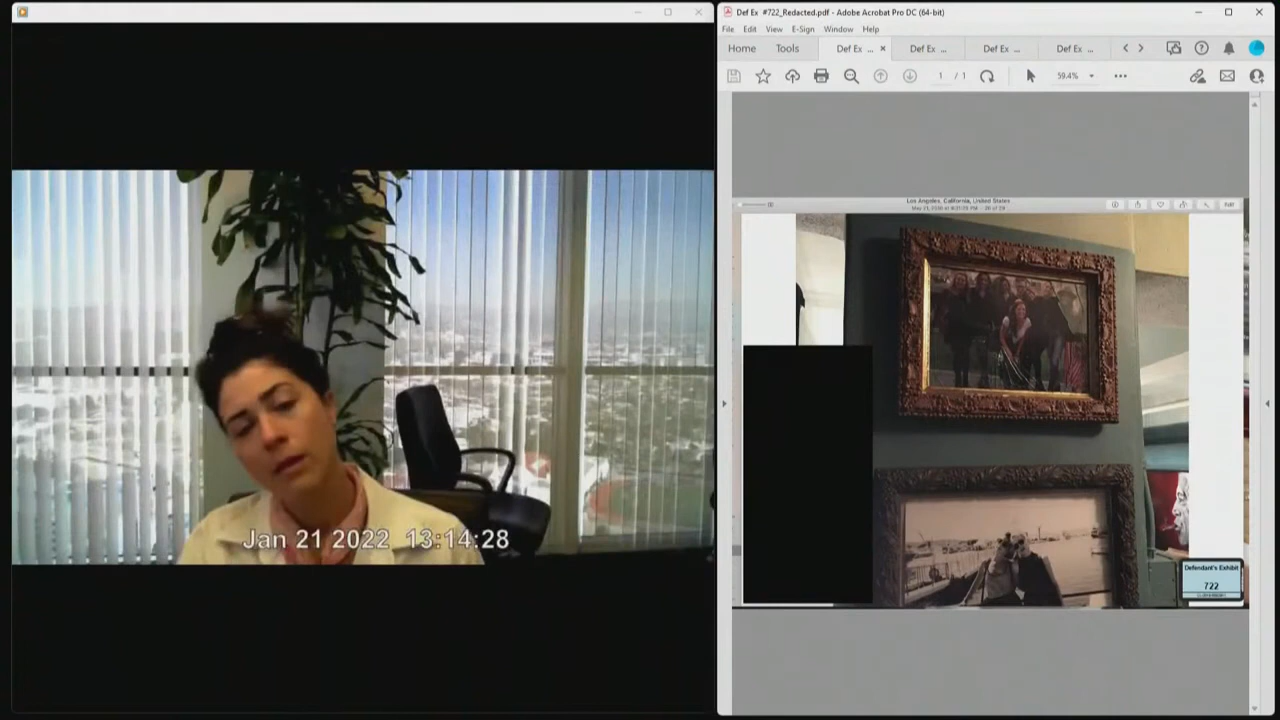 Def Ex #722_Redacted.pdf - Adobe Acrobat Pro DC (64-bit)
File Edit View E-Sign Window Help
Home Tools Def Ex ... × Def Ex ... Def Ex ... Def Ex ...
1 / 1 59.4%
Los Angeles, California, United States
Edit
Jan 21 2022 13:14:28
Defendant's Exhibit
722